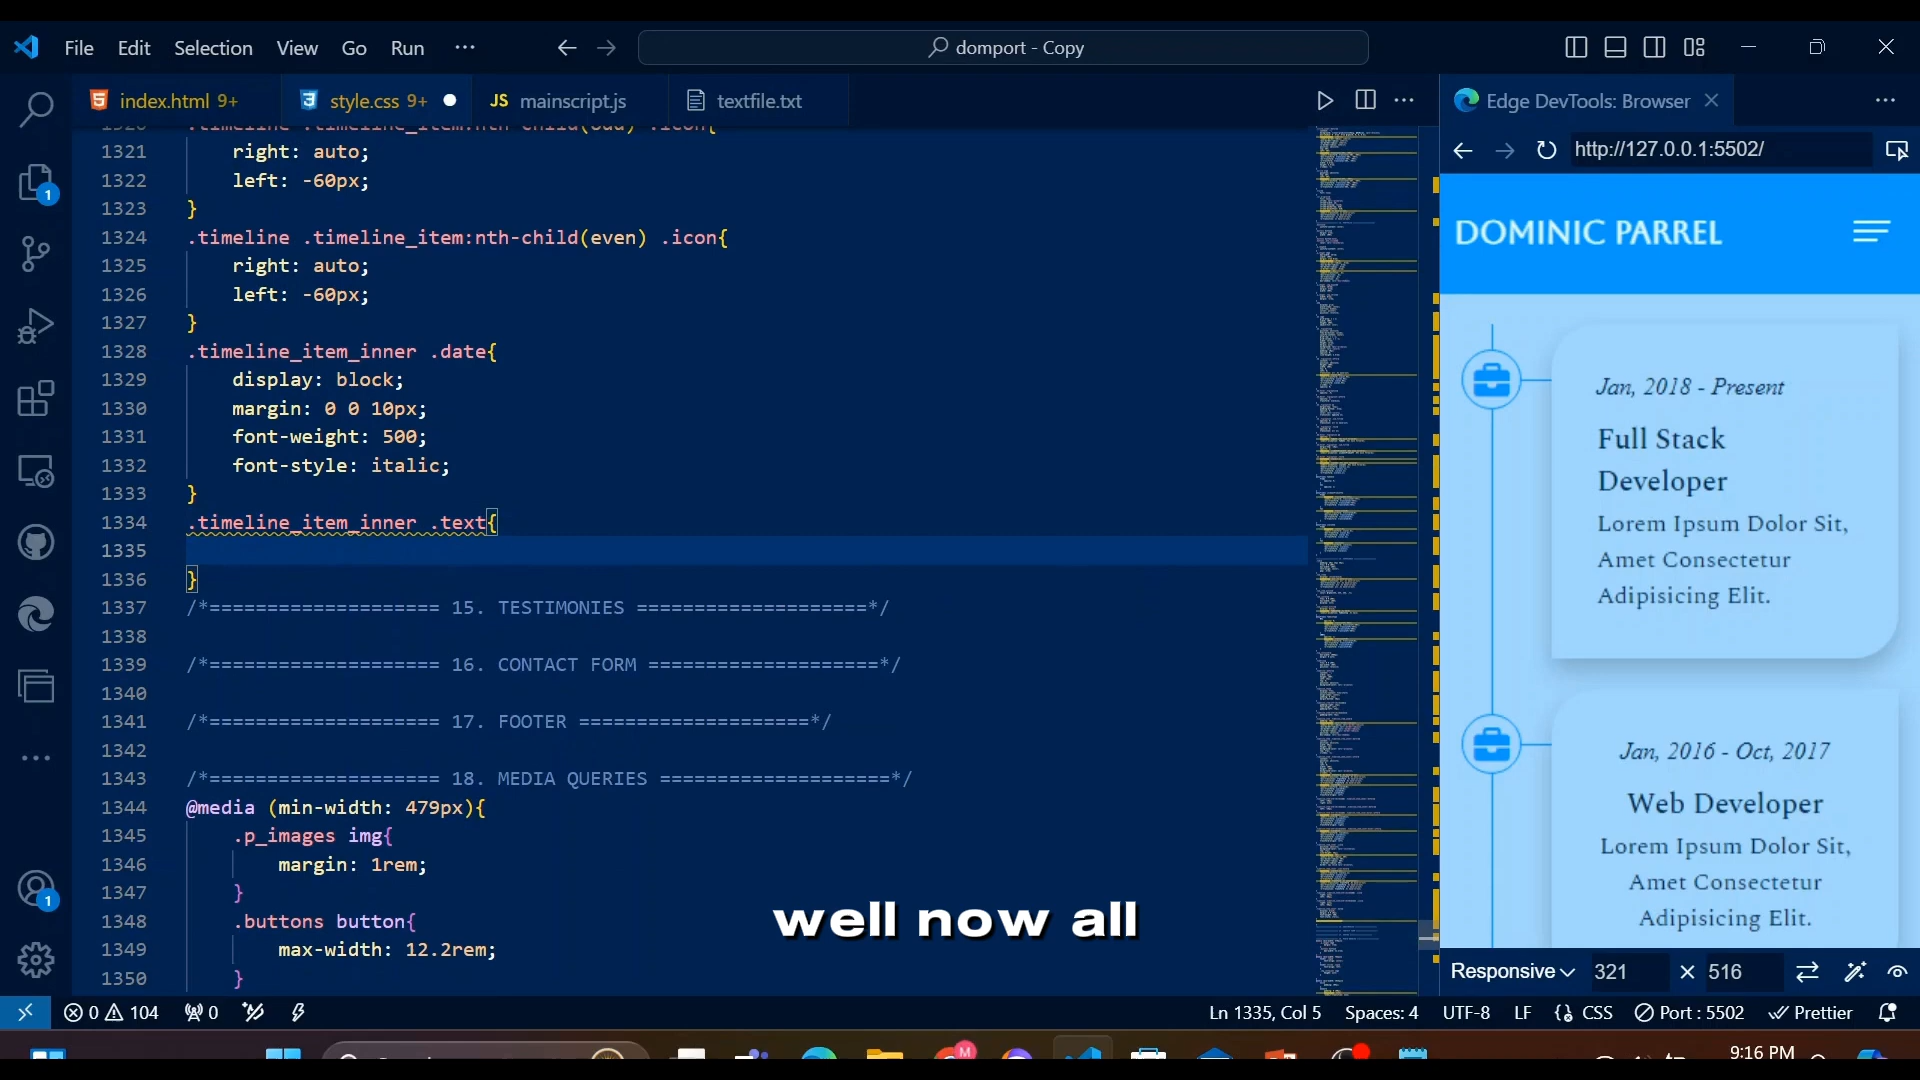 File Edit Selection View Go Run ···
domport - Copy
index.html 9+ style.css 9+ JS mainscript.js textfile.txt
Edge DevTools: Browser
http://127.0.0.1:5502/
1321 right: auto;
1322 left: -60px;
1323 }
1324 .timeline .timeline_item:nth-child(even) .icon{
1325 right: auto;
1326 left: -60px;
1327 }
1328 .timeline_item_inner .date{
1329 display: block;
1330 margin: 0 0 10px;
1331 font-weight: 500;
1332 font-style: italic;
1333 }
1334 .timeline_item_inner .text{
1335
1336 }
1337 /*==================== 15. TESTIMONIES ====================*/
1338
1339 /*==================== 16. CONTACT FORM ====================*/
1340
1341 /*==================== 17. FOOTER ====================*/
1342
1343 /*==================== 18. MEDIA QUERIES ====================*/
1344 @media (min-width: 479px){
1345 .p_images img{
1346 margin: 1rem;
1347 }
1348 .buttons button{
1349 max-width: 12.2rem;
1350 }
DOMINIC PARREL
Jan, 2018 - Present
Full Stack
Developer
Lorem Ipsum Dolor Sit,
Amet Consectetur
Adipisicing Elit.
Jan, 2016 - Oct, 2017
Web Developer
Lorem Ipsum Dolor Sit,
Amet Consectetur
Adipisicing Elit.
well now all
1
1
Responsive 321 × 516
0 104 0
Ln 1335, Col 5 Spaces: 4 UTF-8 LF CSS Port : 5502 Prettier
M
9:16 PM